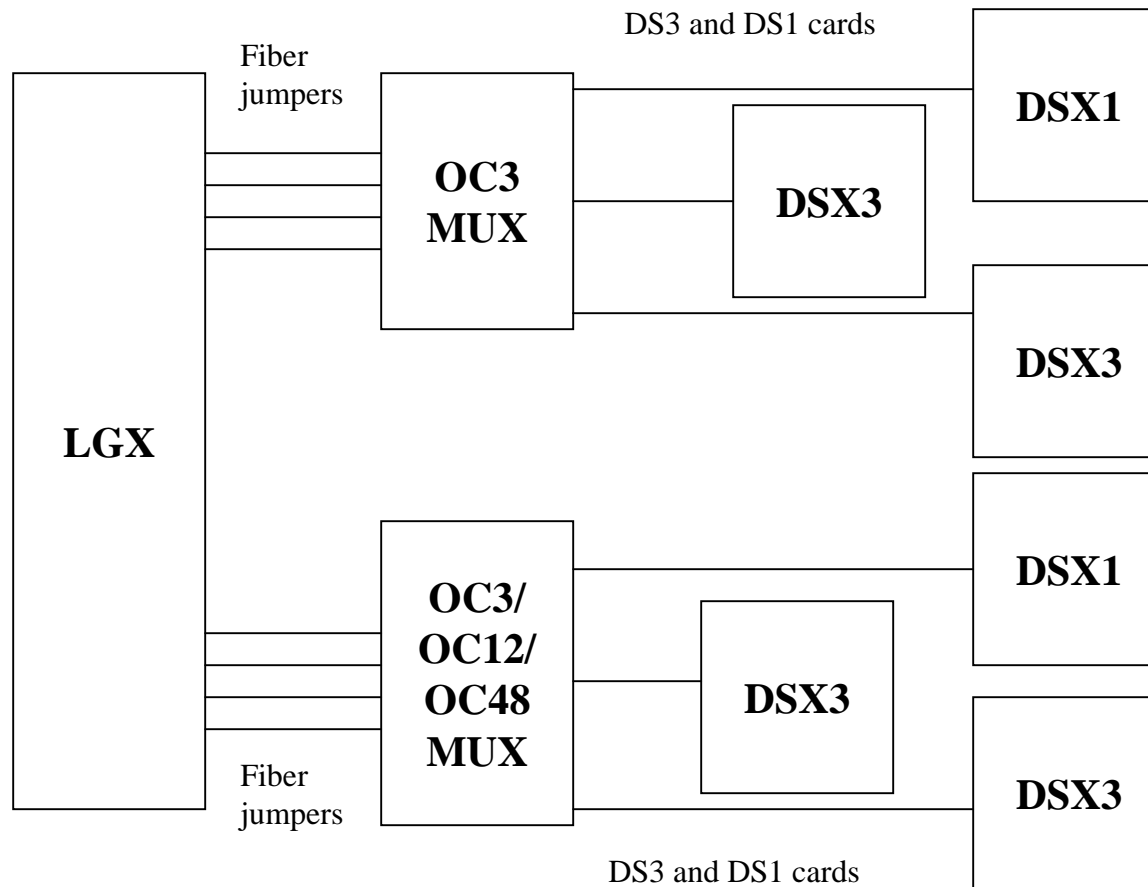 DS3 and DS1 cards
Fiber
jumpers
DSX1
OC3
MUX
DSX3
DSX3
LGX
DSX1
OC3/
OC12/
OC48
MUX
DSX3
Fiber
jumpers
DSX3
DS3 and DS1 cards